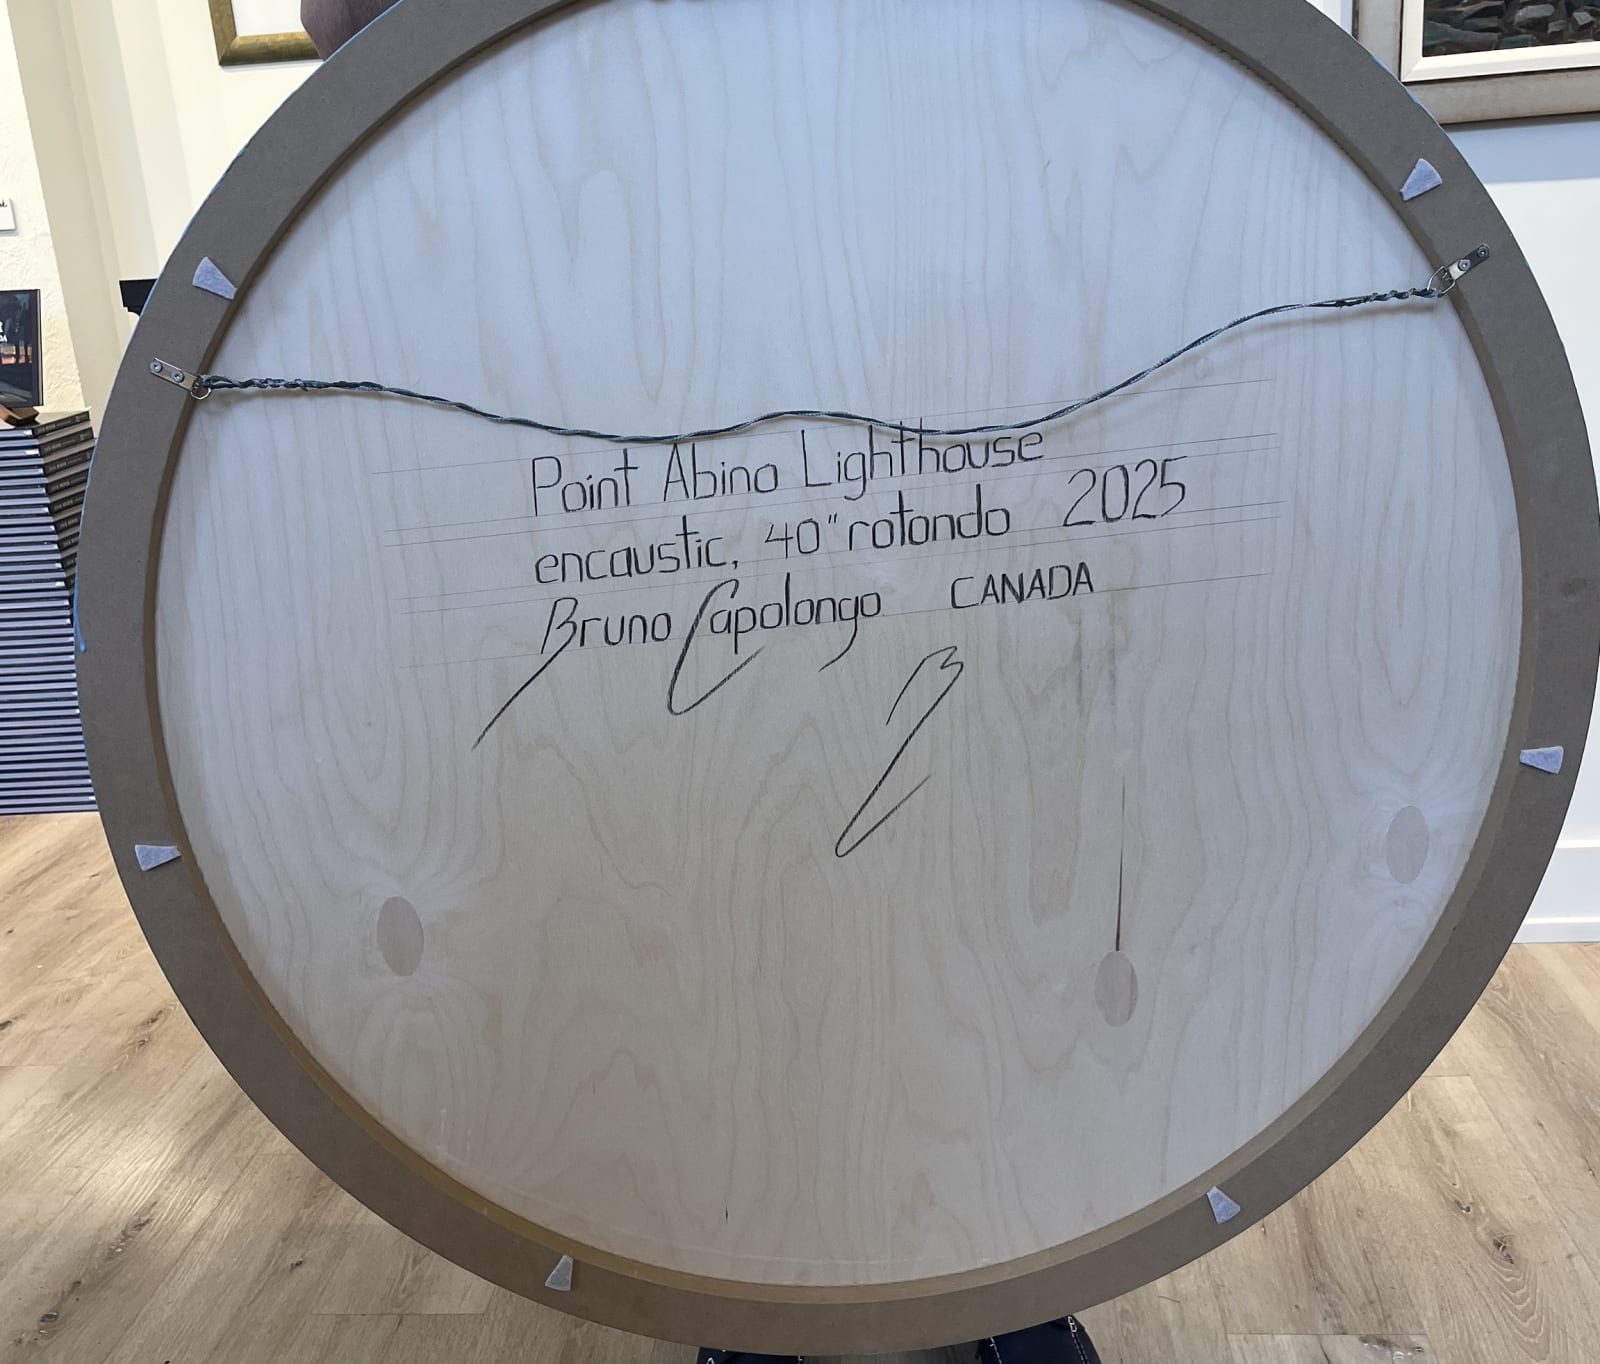 Point Abino Lighthouse
encaustic, 40" rotondo 2025
Bruno Capolongo CANADA